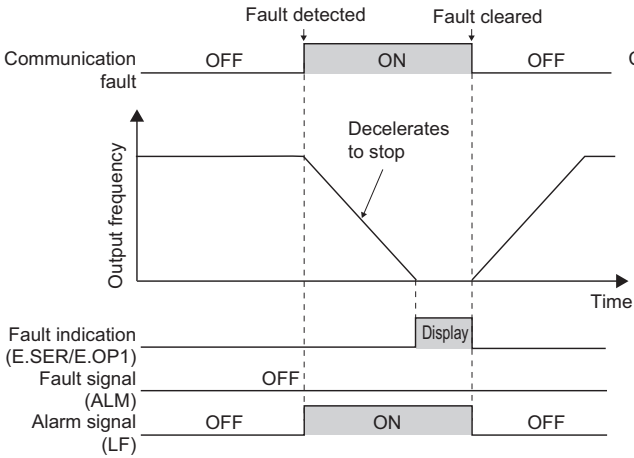 Fault detected
Fault cleared
Communication
fault
OFF
ON
OFF
Output frequency
Decelerates
to stop
Time
Fault indication
(E.SER/E.OP1)
Display
Fault signal
(ALM)
OFF
Alarm signal
(LF)
OFF
ON
OFF